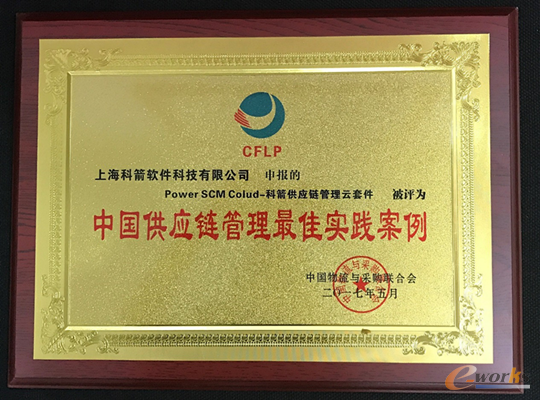 CFLP
上海科箭软件科技有限公司 申报的
Power SCM Colud-科箭供应链管理云套件 被评为
中国供应链管理最佳实践案例
中国物流与采购联合会
二〇一七年五月